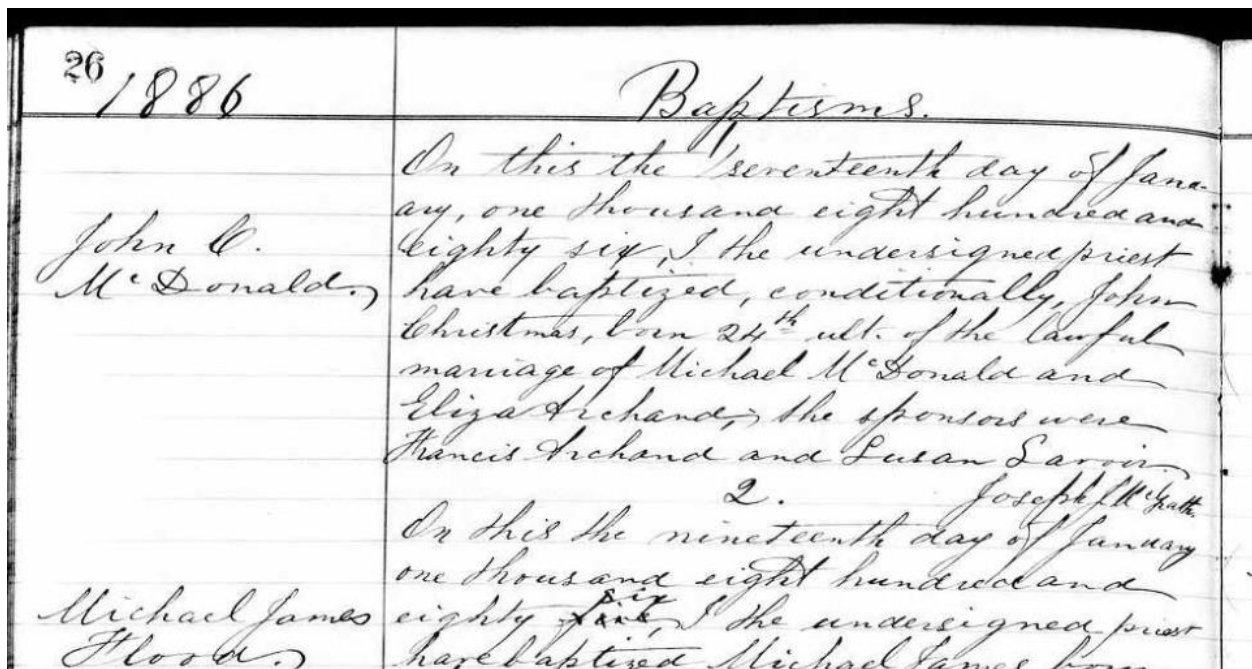 26
1886
Baptisms.
1
On this the seventeenth day of Janu-
ary, one thousand eight hundred and
John C.
eighty six, I the undersigned priest
McDonald.
have baptized, conditionally, John
Christmas, born 24th ult. of the lawful
marriage of Michael McDonald and
Eliza Archand; the sponsors were
Francis Archand and Susan
2.
Joseph
On this the nineteenth day of January
one thousand eight hundred and
Michael James
eighty five six, I the undersigned priest
Flood.
have baptized Michael James born